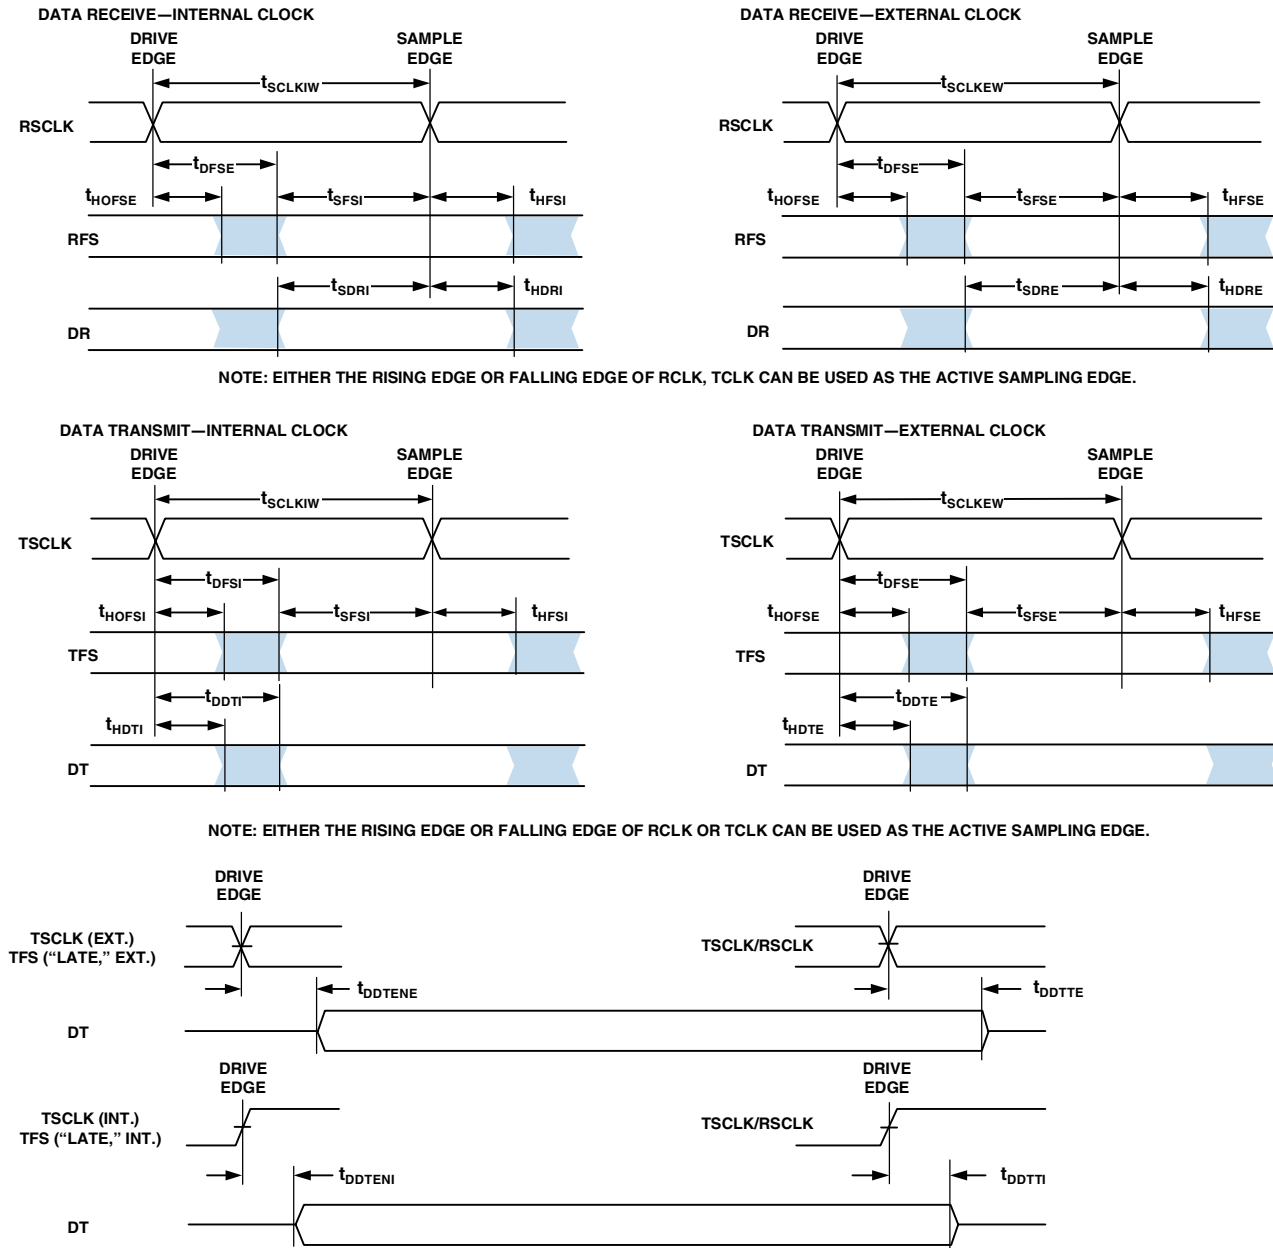 DATA RECEIVE—INTERNAL CLOCK
DRIVE EDGE
SAMPLE EDGE
tSCLKIW
RSCLK
tDFSE
tHOFSE
tSFSI
tHFSI
RFS
tSDRI
tHDRI
DR
DATA RECEIVE—EXTERNAL CLOCK
DRIVE EDGE
SAMPLE EDGE
tSCLKEW
RSCLK
tDFSE
tHOFSE
tSFSE
tHFSE
RFS
tSDRE
tHDRE
DR
NOTE: EITHER THE RISING EDGE OR FALLING EDGE OF RCLK, TCLK CAN BE USED AS THE ACTIVE SAMPLING EDGE.
DATA TRANSMIT—INTERNAL CLOCK
DRIVE EDGE
SAMPLE EDGE
tSCLKIW
TSCLK
tDFSI
tHOFSI
tSFSI
tHFSI
TFS
tDDTI
tHDTI
DT
DATA TRANSMIT—EXTERNAL CLOCK
DRIVE EDGE
SAMPLE EDGE
tSCLKEW
TSCLK
tDFSE
tHOFSE
tSFSE
tHFSE
TFS
tDDTE
tHDTE
DT
NOTE: EITHER THE RISING EDGE OR FALLING EDGE OF RCLK OR TCLK CAN BE USED AS THE ACTIVE SAMPLING EDGE.
DRIVE EDGE
DRIVE EDGE
TSCLK (EXT.)
TFS ("LATE," EXT.)
TSCLK/RSCLK
tDDTENE
tDDTTE
DT
DRIVE EDGE
DRIVE EDGE
TSCLK (INT.)
TFS ("LATE," INT.)
TSCLK/RSCLK
tDDTENI
tDDTTI
DT